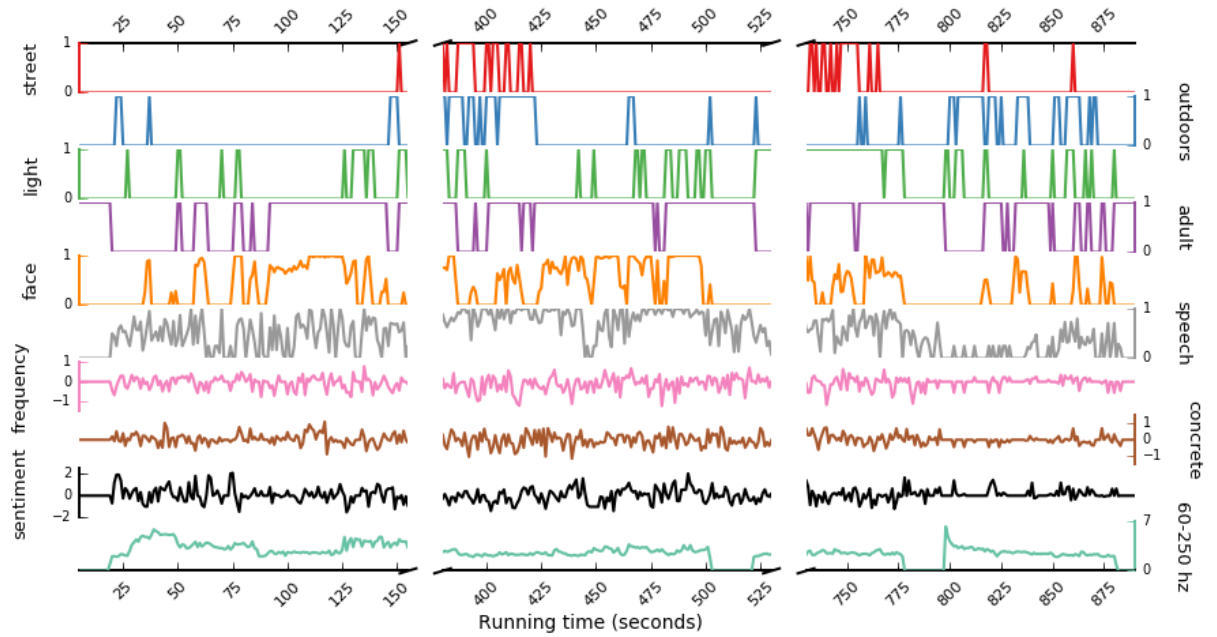 25 50 75 100 125 150 400 425 450 475 500 525 750 775 800 825 850 875
street 1 0
outdoors 1 0
light 1 0
adult 1 0
face 1 0
speech 1 0
frequency 1 0 −1
concrete 1 0 −1
sentiment 2 0 −2
60-250 hz 7 0
25 50 75 100 125 150 400 425 450 475 500 525 750 775 800 825 850 875
Running time (seconds)